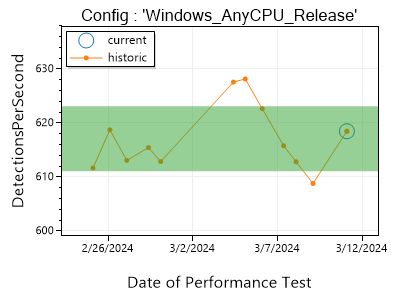 Config : 'Windows_AnyCPU_Release'
current
historic
DetectionsPerSecond
630
620
610
600
2/26/2024
3/2/2024
3/7/2024
3/12/2024
Date of Performance Test